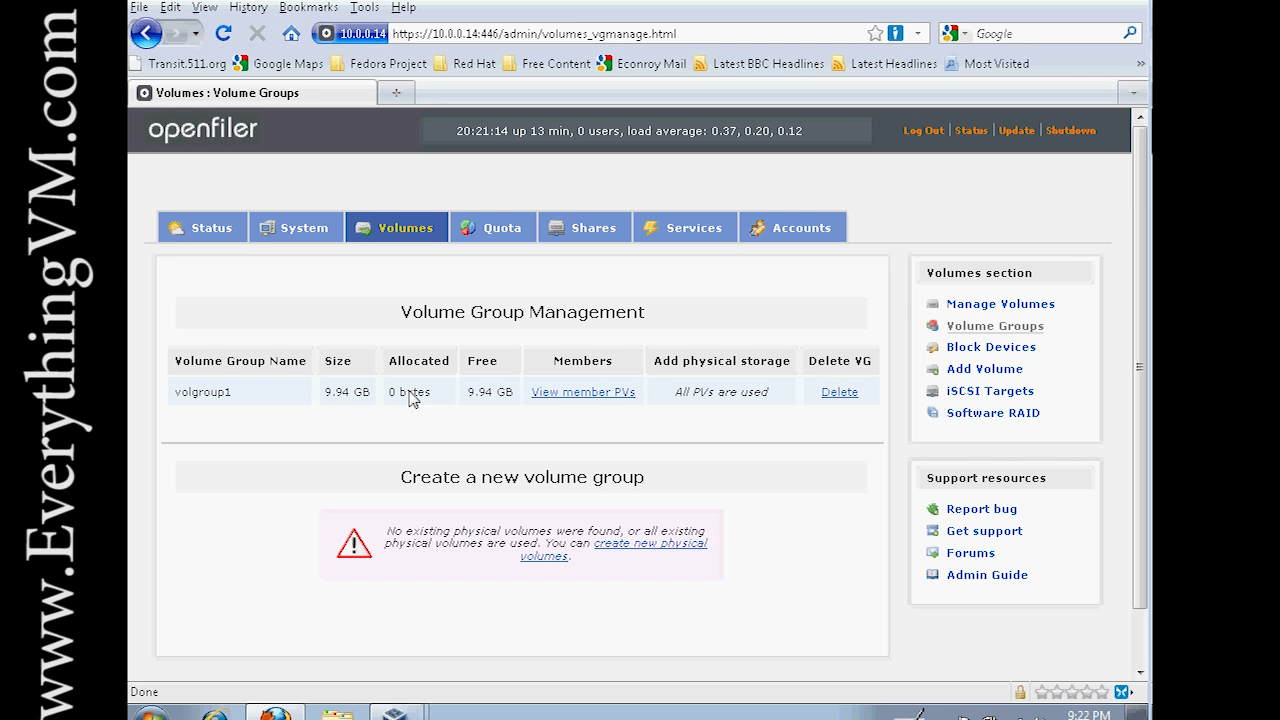 www.EverythingVM.com
File Edit View History Bookmarks Tools Help
10.0.0.14 https://10.0.0.14:446/admin/volumes_vgmanage.html Google
Transit.511.org Google Maps Fedora Project Red Hat Free Content Econroy Mail Latest BBC Headlines Latest Headlines Most Visited »
Volumes : Volume Groups
openfiler
20:21:14 up 13 min, 0 users, load average: 0.37, 0.20, 0.12
Log Out | Status | Update | Shutdown
Status System Volumes Quota Shares Services Accounts
Volume Group Management
Volume Group Name Size Allocated Free Members Add physical storage Delete VG
volgroup1 9.94 GB 0 bytes 9.94 GB View member PVs All PVs are used Delete
Create a new volume group
No existing physical volumes were found, or all existing
physical volumes are used. You can create new physical
volumes.
Volumes section
Manage Volumes
Volume Groups
Block Devices
Add Volume
iSCSI Targets
Software RAID
Support resources
Report bug
Get support
Forums
Admin Guide
Done
9:22 PM